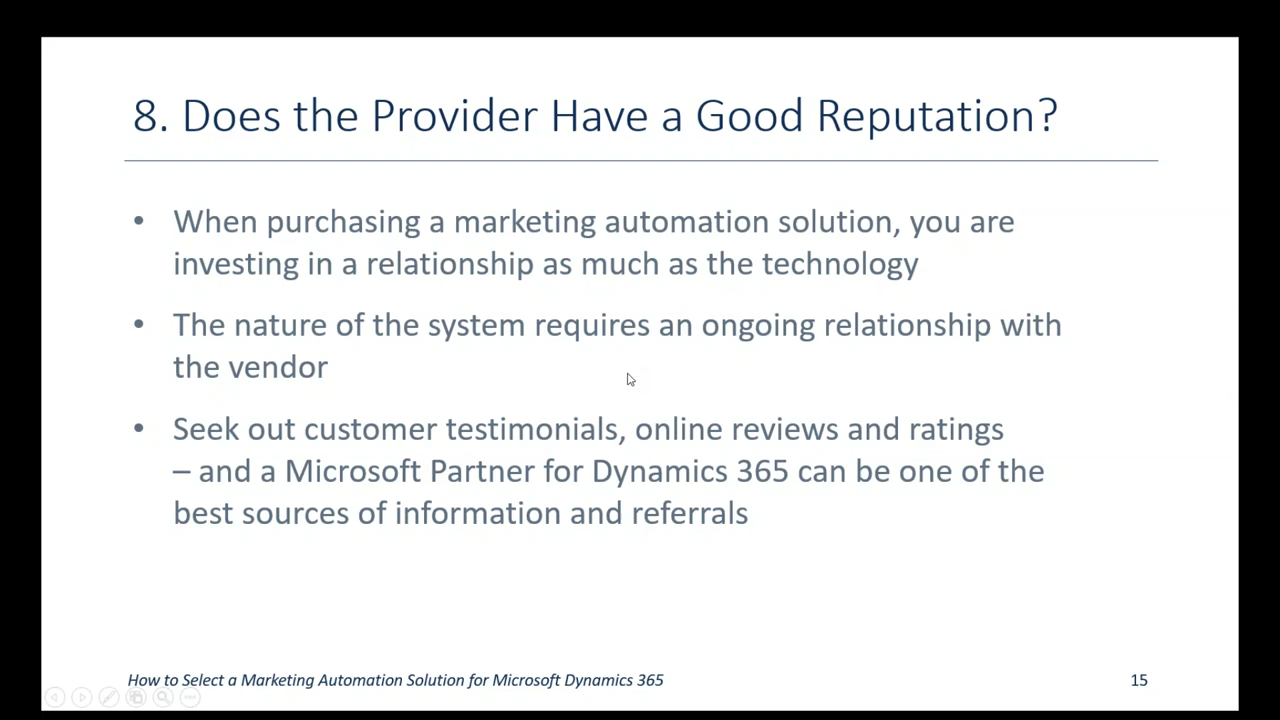 8. Does the Provider Have a Good Reputation?
• When purchasing a marketing automation solution, you are
investing in a relationship as much as the technology
• The nature of the system requires an ongoing relationship with
the vendor
• Seek out customer testimonials, online reviews and ratings
– and a Microsoft Partner for Dynamics 365 can be one of the
best sources of information and referrals
How to Select a Marketing Automation Solution for Microsoft Dynamics 365
15